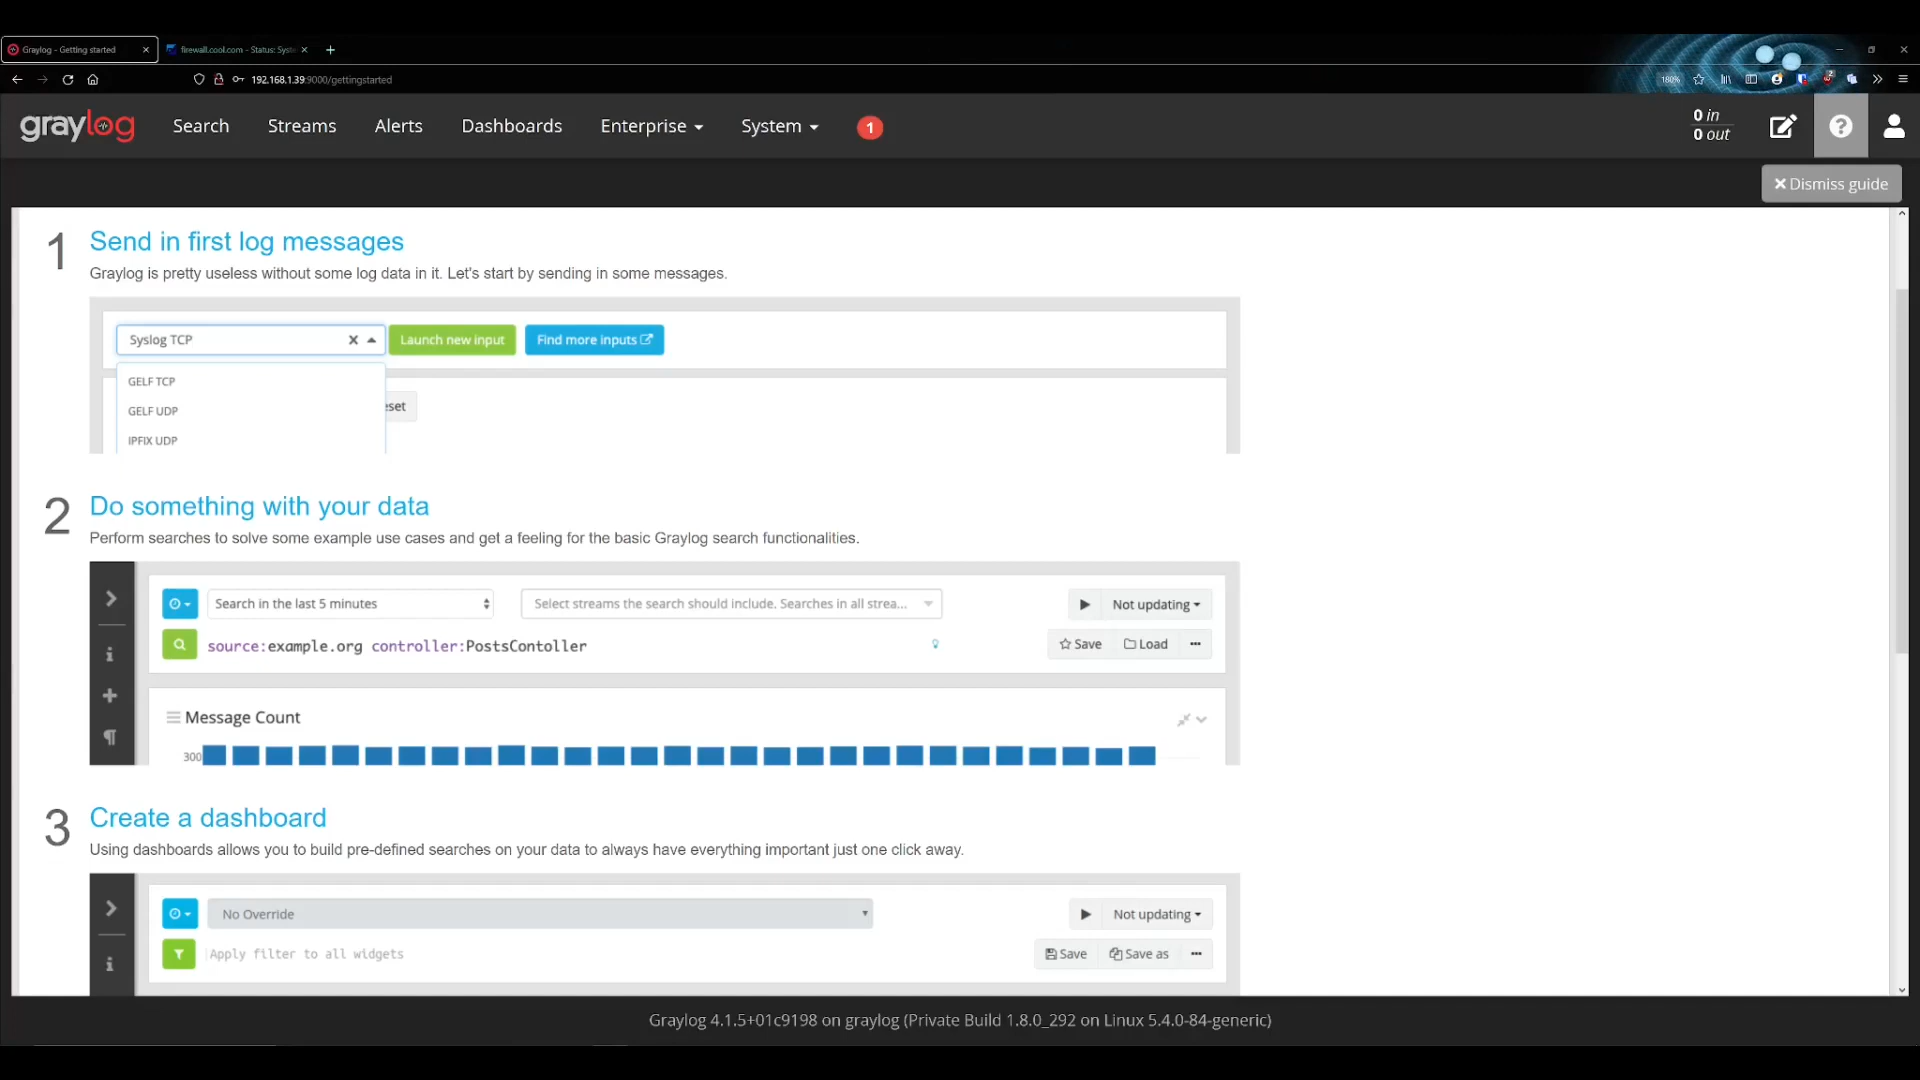 Graylog - Getting started
firewall.cool.com - Status: Syste
192.168.1.39:9000/gettingstarted
180%
graylog
Search
Streams
Alerts
Dashboards
Enterprise
System
1
0 in
0 out
Dismiss guide
1
Send in first log messages
Graylog is pretty useless without some log data in it. Let's start by sending in some messages.
Syslog TCP
Launch new input
Find more inputs
GELF TCP
GELF UDP
eset
IPFIX UDP
2
Do something with your data
Perform searches to solve some example use cases and get a feeling for the basic Graylog search functionalities.
Search in the last 5 minutes
Select streams the search should include. Searches in all strea...
Not updating
source:example.org controller:PostsContoller
Save
Load
Message Count
300
3
Create a dashboard
Using dashboards allows you to build pre-defined searches on your data to always have everything important just one click away.
No Override
Not updating
Apply filter to all widgets
Save
Save as
Graylog 4.1.5+01c9198 on graylog (Private Build 1.8.0_292 on Linux 5.4.0-84-generic)